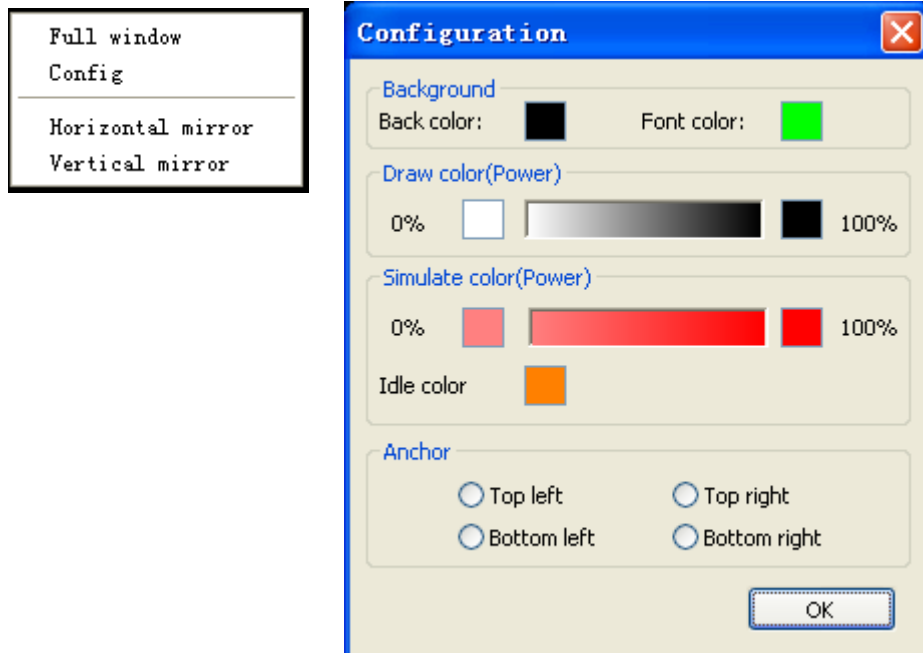 Full window
Config
Horizontal mirror
Vertical mirror
Configuration
Background
Back color: Font color:
Draw color(Power)
0% 100%
Simulate color(Power)
0% 100%
Idle color
Anchor
Top left Top right
Bottom left Bottom right
OK